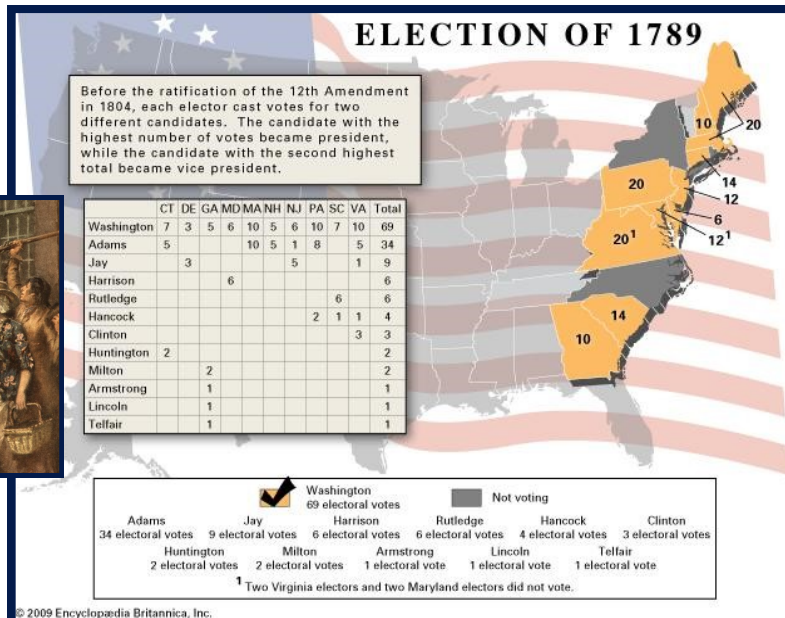 ELECTION OF 1789
Before the ratification of the 12th Amendment
in 1804, each elector cast votes for two
different candidates. The candidate with the
highest number of votes became president,
while the candidate with the second highest
total became vice president.
CT DE GA MD MA NH NJ PA SC VA Total
Washington 7 3 5 6 10 5 6 10 7 10 69
Adams 5 10 5 1 8 5 34
Jay 3 5 1 9
Harrison 6 6
Rutledge 6 6
Hancock 2 1 1 4
Clinton 3 3
Huntington 2 2
Milton 2 2
Armstrong 1 1
Lincoln 1 1
Telfair 1 1
10
20
14
20
12
6
20¹
12¹
14
10
Washington
69 electoral votes
Not voting
Adams Jay Harrison Rutledge Hancock Clinton
34 electoral votes 9 electoral votes 6 electoral votes 6 electoral votes 4 electoral votes 3 electoral votes
Huntington Milton Armstrong Lincoln Telfair
2 electoral votes 2 electoral votes 1 electoral vote 1 electoral vote 1 electoral vote
¹ Two Virginia electors and two Maryland electors did not vote.
© 2009 Encyclopædia Britannica, Inc.